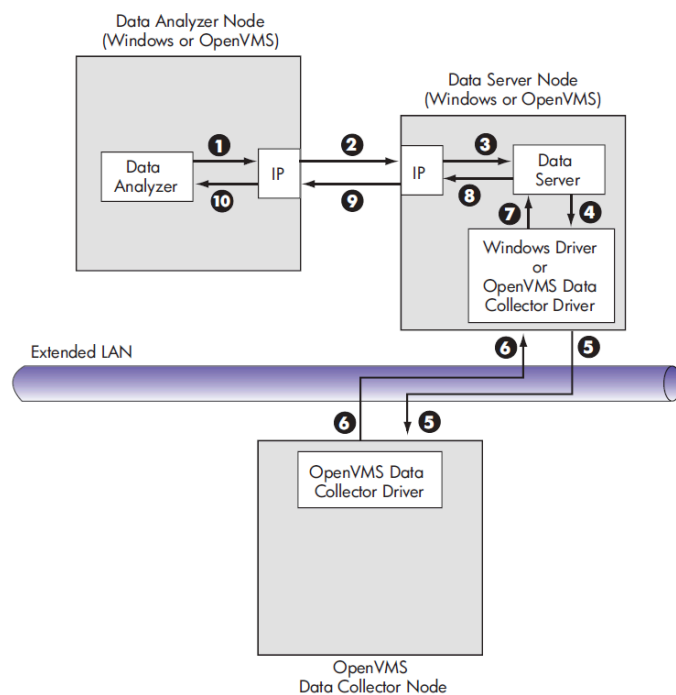 Data Analyzer Node
(Windows or OpenVMS)
Data Server Node
(Windows or OpenVMS)
Data
Analyzer
1
10
IP
2
9
IP
3
8
Data
Server
7
4
Windows Driver
or
OpenVMS Data
Collector Driver
Extended LAN
6
5
6
5
OpenVMS Data
Collector Driver
OpenVMS
Data Collector Node